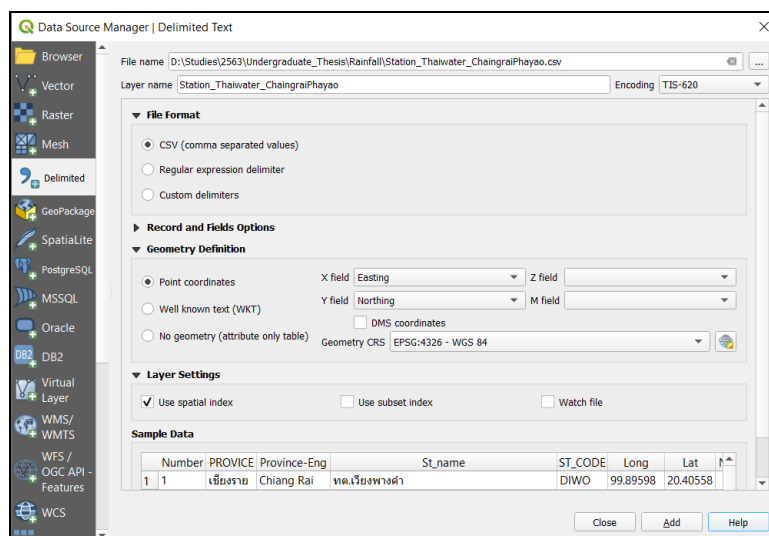 Data Source Manager | Delimited Text
Browser
Vector
Raster
Mesh
Delimited
GeoPackage
SpatiaLite
PostgreSQL
MSSQL
Oracle
DB2 DB2
Virtual
Layer
WMS/
WMTS
WFS /
OGC API -
Features
WCS
File name D:\Studies\2563\Undergraduate_Thesis\Rainfall\Station_Thaiwater_ChaingraiPhayao.csv ...
Layer name Station_Thaiwater_ChaingraiPhayao Encoding TIS-620
File Format
CSV (comma separated values)
Regular expression delimiter
Custom delimiters
Record and Fields Options
Geometry Definition
Point coordinates X field Easting Z field
Well known text (WKT) Y field Northing M field
DMS coordinates
No geometry (attribute only table) Geometry CRS EPSG:4326 - WGS 84
Layer Settings
Use spatial index Use subset index Watch file
Sample Data
Number PROVICE Province-Eng St_name ST_CODE Long Lat
1 1 เชียงราย Chiang Rai ทต.เวียงพางคำ DIWO 99.89598 20.40558
Close Add Help